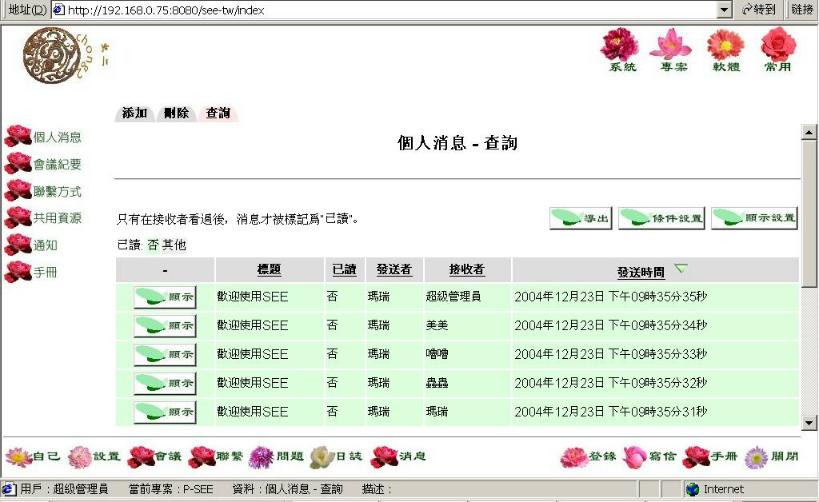 地址(D) http://192.168.0.75:8080/see-tw/index 转到 链接
chongz
系統 專案 軟體 常用
添加 刪除 查詢
個人消息 - 查詢
個人消息
會議紀要
聯繫方式
共用資源
通知
手冊
只有在接收者看過後，消息才被標記爲"已讀"。
導出 條件設置 顯示設置
已讀: 否 其他
- 標題 已讀 發送者 接收者 發送時間
顯示 歡迎使用SEE 否 瑪瑞 超級管理員 2004年12月23日 下午09時35分35秒
顯示 歡迎使用SEE 否 瑪瑞 美美 2004年12月23日 下午09時35分34秒
顯示 歡迎使用SEE 否 瑪瑞 嚕嚕 2004年12月23日 下午09時35分33秒
顯示 歡迎使用SEE 否 瑪瑞 蟲蟲 2004年12月23日 下午09時35分32秒
顯示 歡迎使用SEE 否 瑪瑞 瑪瑞 2004年12月23日 下午09時35分31秒
自己 設置 會議 聯繫 問題 日誌 消息 登錄 寫信 手冊 關閉
用戶：超級管理員 當前專案：P-SEE 資料：個人消息 - 查詢 描述： Internet